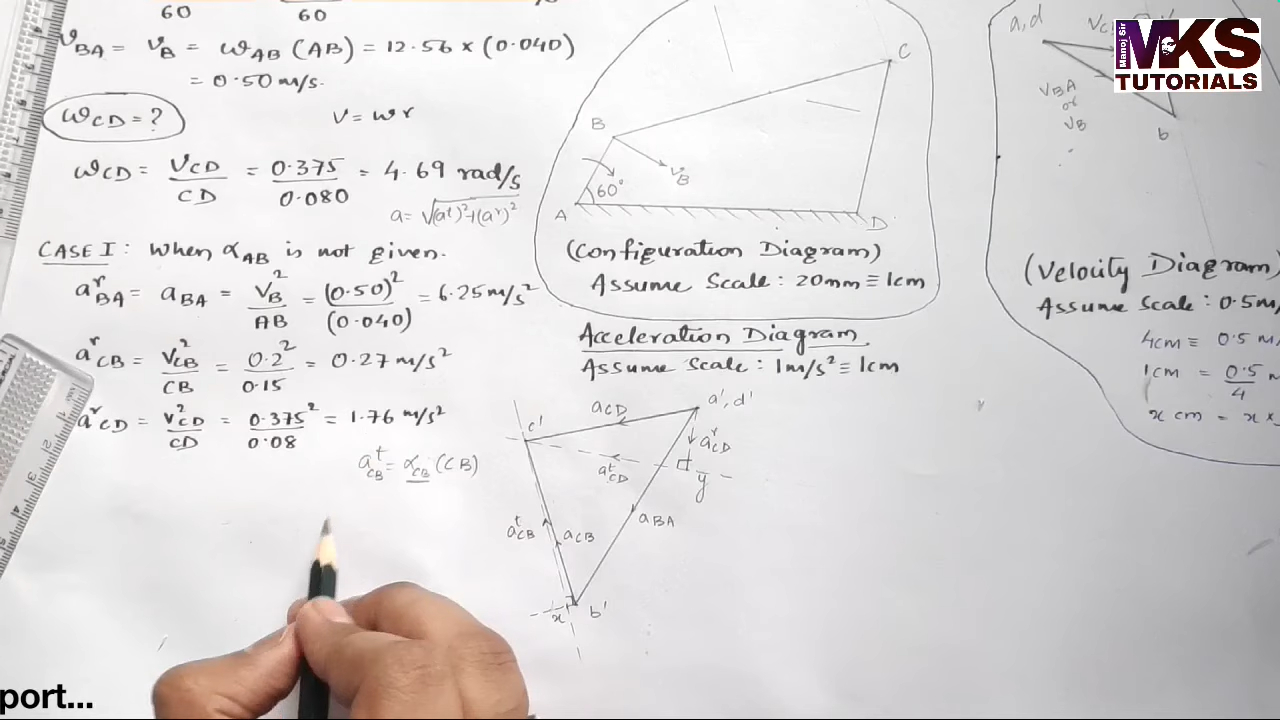 60
60
vBA = vB = ωAB (AB) = 12.56 × (0.040)
= 0.50 m/s.
ωCD = ?
v = ωr
ωCD = VCD / CD = 0.375 / 0.080 = 4.69 rad/s
a = √(aᵗ)² + (aʳ)²
CASE I : When αAB is not given.
aʳBA = aBA = VB² / AB = (0.50)² / (0.040) = 6.25 m/s²
aʳCB = VCB² / CB = 0.2² / 0.15 = 0.27 m/s²
aʳCD = V²CD / CD = 0.375² / 0.08 = 1.76 m/s²
aᵗCB = αCB (CB)
C
B
VB
60°
A
D
(Configuration Diagram)
Assume Scale : 20mm ≡ 1cm
Acceleration Diagram
Assume Scale : 1m/s² ≡ 1cm
a', d'
aCD
c'
aʳCD
aᵗCD
y
aBA
aᵗCB
aCB
x
b'
a, d
VBA
or
VB
b
(Velocity Diagram)
Assume Scale : 0.5m/
4cm ≡ 0.5 m/
1cm = 0.5 m / 4
x cm = x ×
Manoj Sir
MKS
TUTORIALS
port...